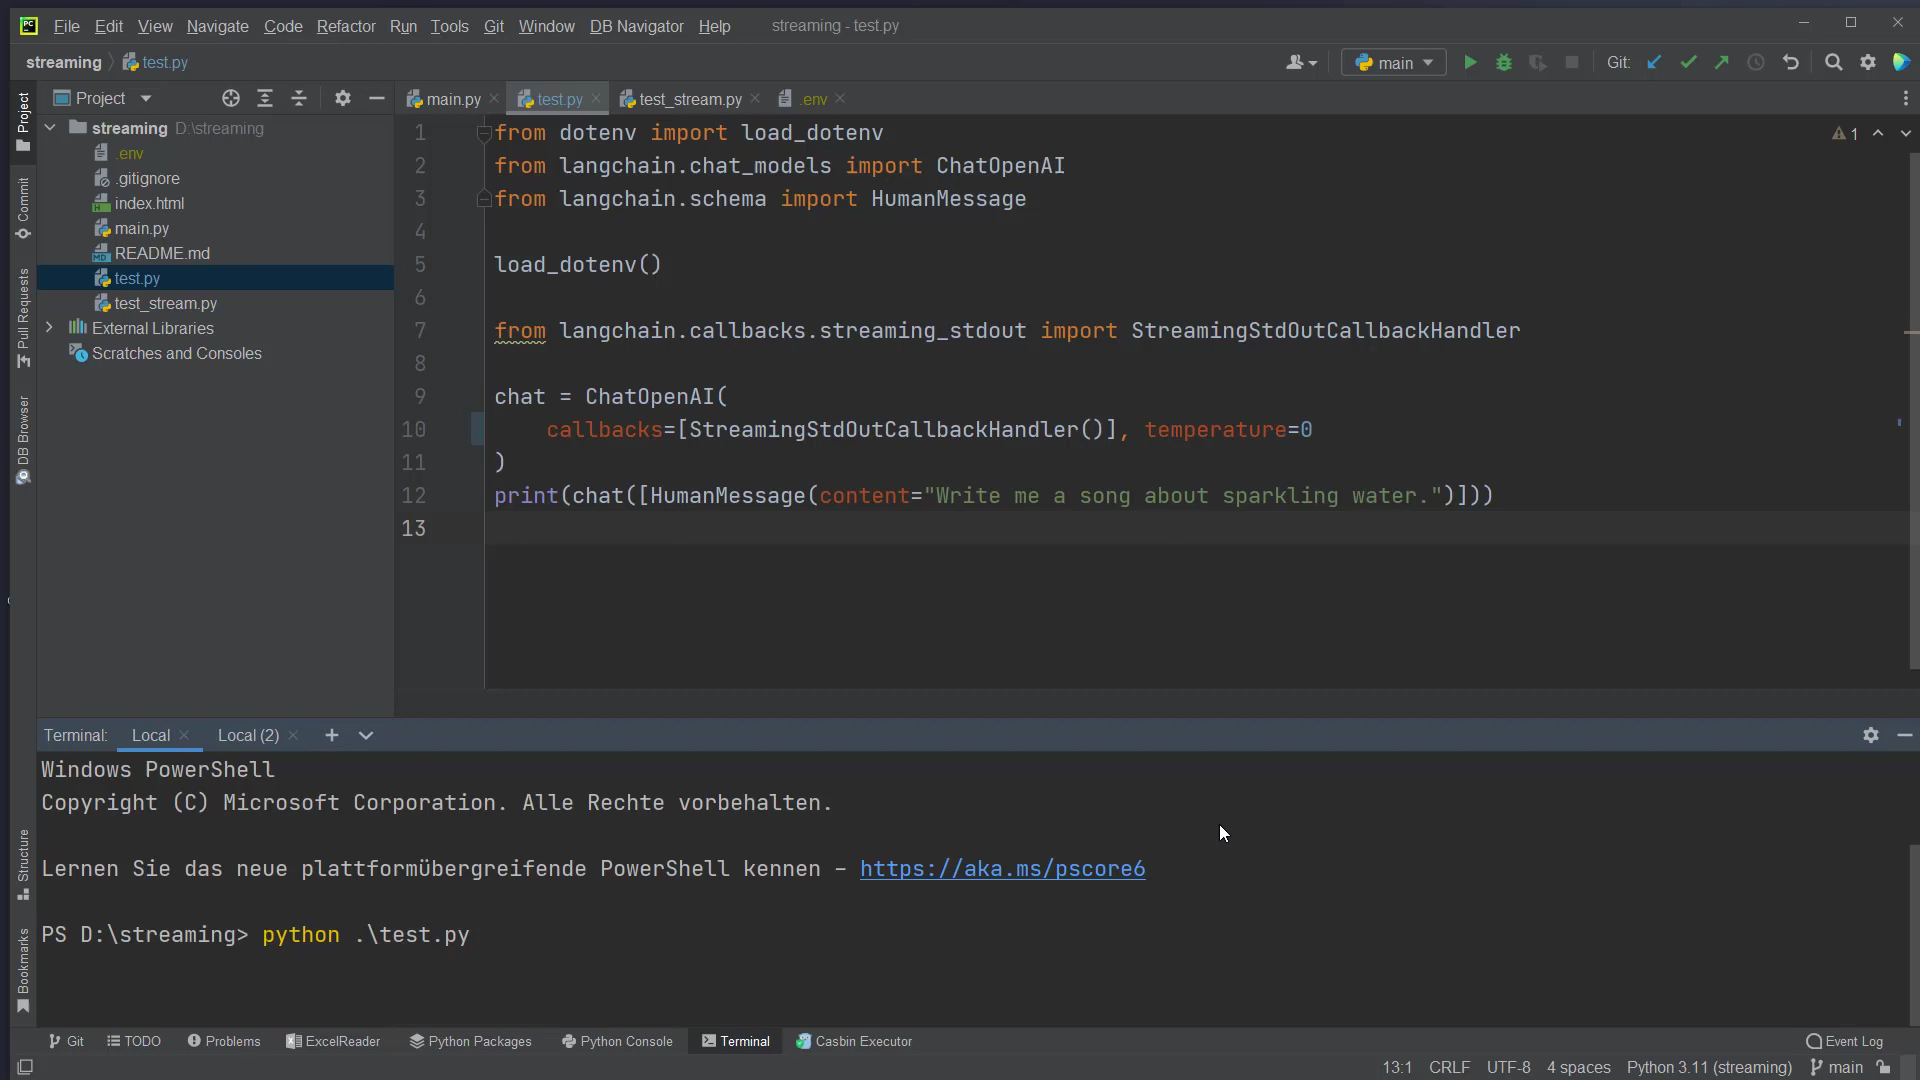 PC File Edit View Navigate Code Refactor Run Tools Git Window DB Navigator Help streaming - test.py
streaming test.py main Git:
Project
main.py test.py test_stream.py .env
streaming D:\streaming
.env
.gitignore
index.html
main.py
README.md
test.py
test_stream.py
External Libraries
Scratches and Consoles
Project
Commit
Pull Requests
DB Browser
Structure
Bookmarks
1 from dotenv import load_dotenv
2 from langchain.chat_models import ChatOpenAI
3 from langchain.schema import HumanMessage
4
5 load_dotenv()
6
7 from langchain.callbacks.streaming_stdout import StreamingStdOutCallbackHandler
8
9 chat = ChatOpenAI(
10 callbacks=[StreamingStdOutCallbackHandler()], temperature=0
11 )
12 print(chat([HumanMessage(content="Write me a song about sparkling water.")]))
13
1
Terminal: Local Local (2)
Windows PowerShell
Copyright (C) Microsoft Corporation. Alle Rechte vorbehalten.
Lernen Sie das neue plattformübergreifende PowerShell kennen – https://aka.ms/pscore6
PS D:\streaming> python .\test.py
Git TODO Problems ExcelReader Python Packages Python Console Terminal Casbin Executor Event Log
13:1 CRLF UTF-8 4 spaces Python 3.11 (streaming) main